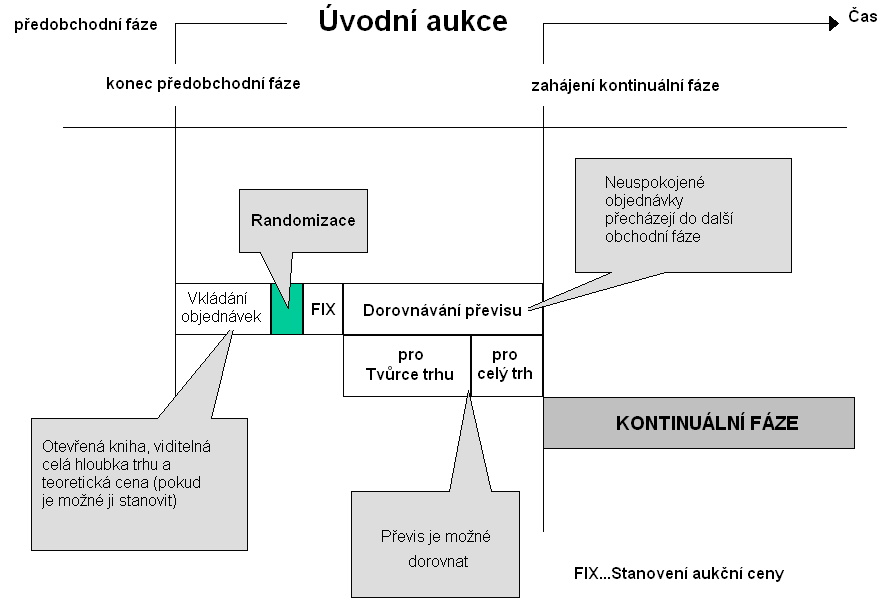 předobchodní fáze
Úvodní aukce
Čas
konec předobchodní fáze
zahájení kontinuální fáze
Neuspokojené
objednávky
přecházejí do další
obchodní fáze
Randomizace
Vkládání
objednávek
FIX
Dorovnávání převisu
pro
Tvůrce trhu
pro
celý trh
KONTINUÁLNÍ FÁZE
Otevřená kniha, viditelná
celá hloubka trhu a
teoretická cena (pokud
je možné ji stanovit)
Převis je možné
dorovnat
FIX...Stanovení aukční ceny